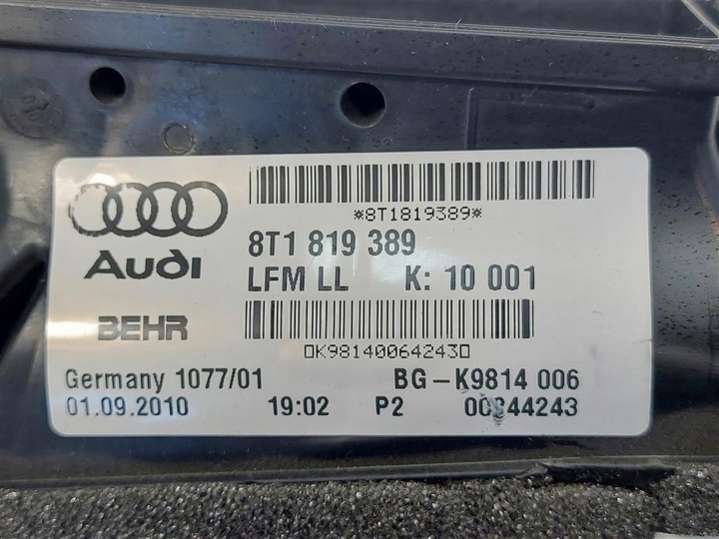 *8T1819389*
8T1 819 389
Audi
LFM LL K: 10 001
BEHR
▯K98140064243▯
Germany 1077/01 BG-K9814 006
01.09.2010 19:02 P2